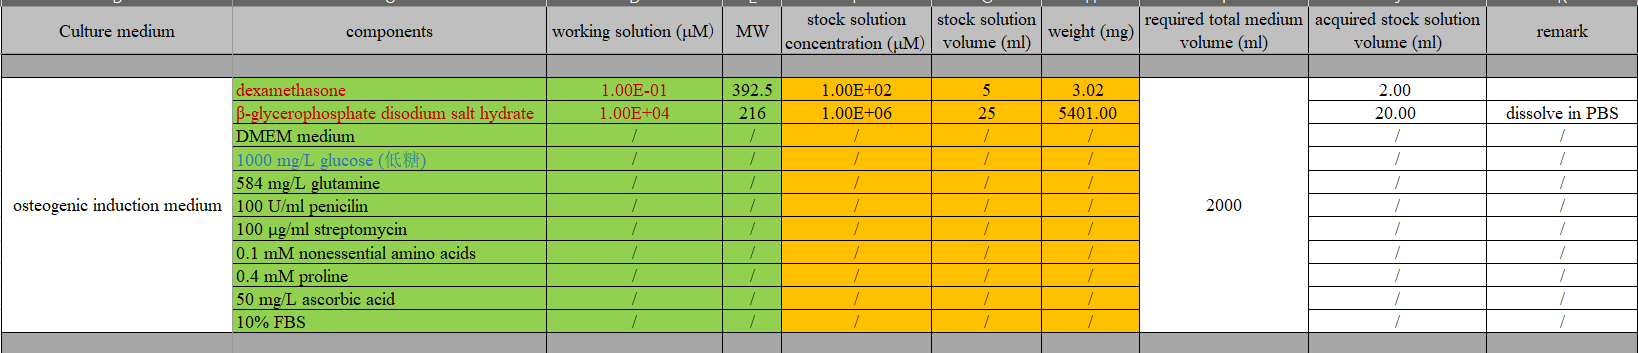 Culture medium components working solution (μM) MW stock solution concentration (μM) stock solution volume (ml) weight (mg) required total medium volume (ml) acquired stock solution volume (ml) remark
dexamethasone 1.00E-01 392.5 1.00E+02 5 3.02 2.00
β-glycerophosphate disodium salt hydrate 1.00E+04 216 1.00E+06 25 5401.00 20.00 dissolve in PBS
DMEM medium / / / / / / /
1000 mg/L glucose (低糖) / / / / / / /
584 mg/L glutamine / / / / / / /
osteogenic induction medium 100 U/ml penicilin / / / / / 2000 / /
100 μg/ml streptomycin / / / / / / /
0.1 mM nonessential amino acids / / / / / / /
0.4 mM proline / / / / / / /
50 mg/L ascorbic acid / / / / / / /
10% FBS / / / / / / /